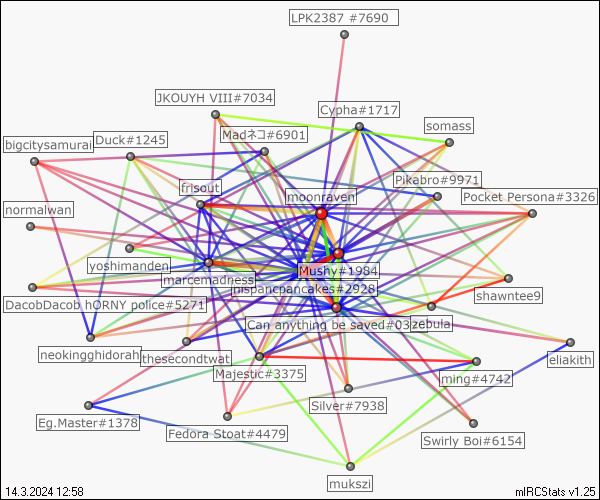 LPK2387 #7690
JKOUYH VIII#7034
Cypha#1717
Madネコ#6901
somass
bigcitysamurai
Duck#1245
Pikabro#9971
frisout
moonraven
Pocket Persona#3326
normalwan
yoshimanden
Mushy#1984
marcemadness
hispancpancakes#2928
shawntee9
DacobDacob hORNY police#5271
Can anything be saved#032
zebula
neokingghidorah
thesecondtwat
eliakith
Majestic#3375
ming#4742
Silver#7938
Eg.Master#1378
Fedora Stoat#4479
Swirly Boi#6154
mukszi
14.3.2024 12:58
mIRCStats v1.25